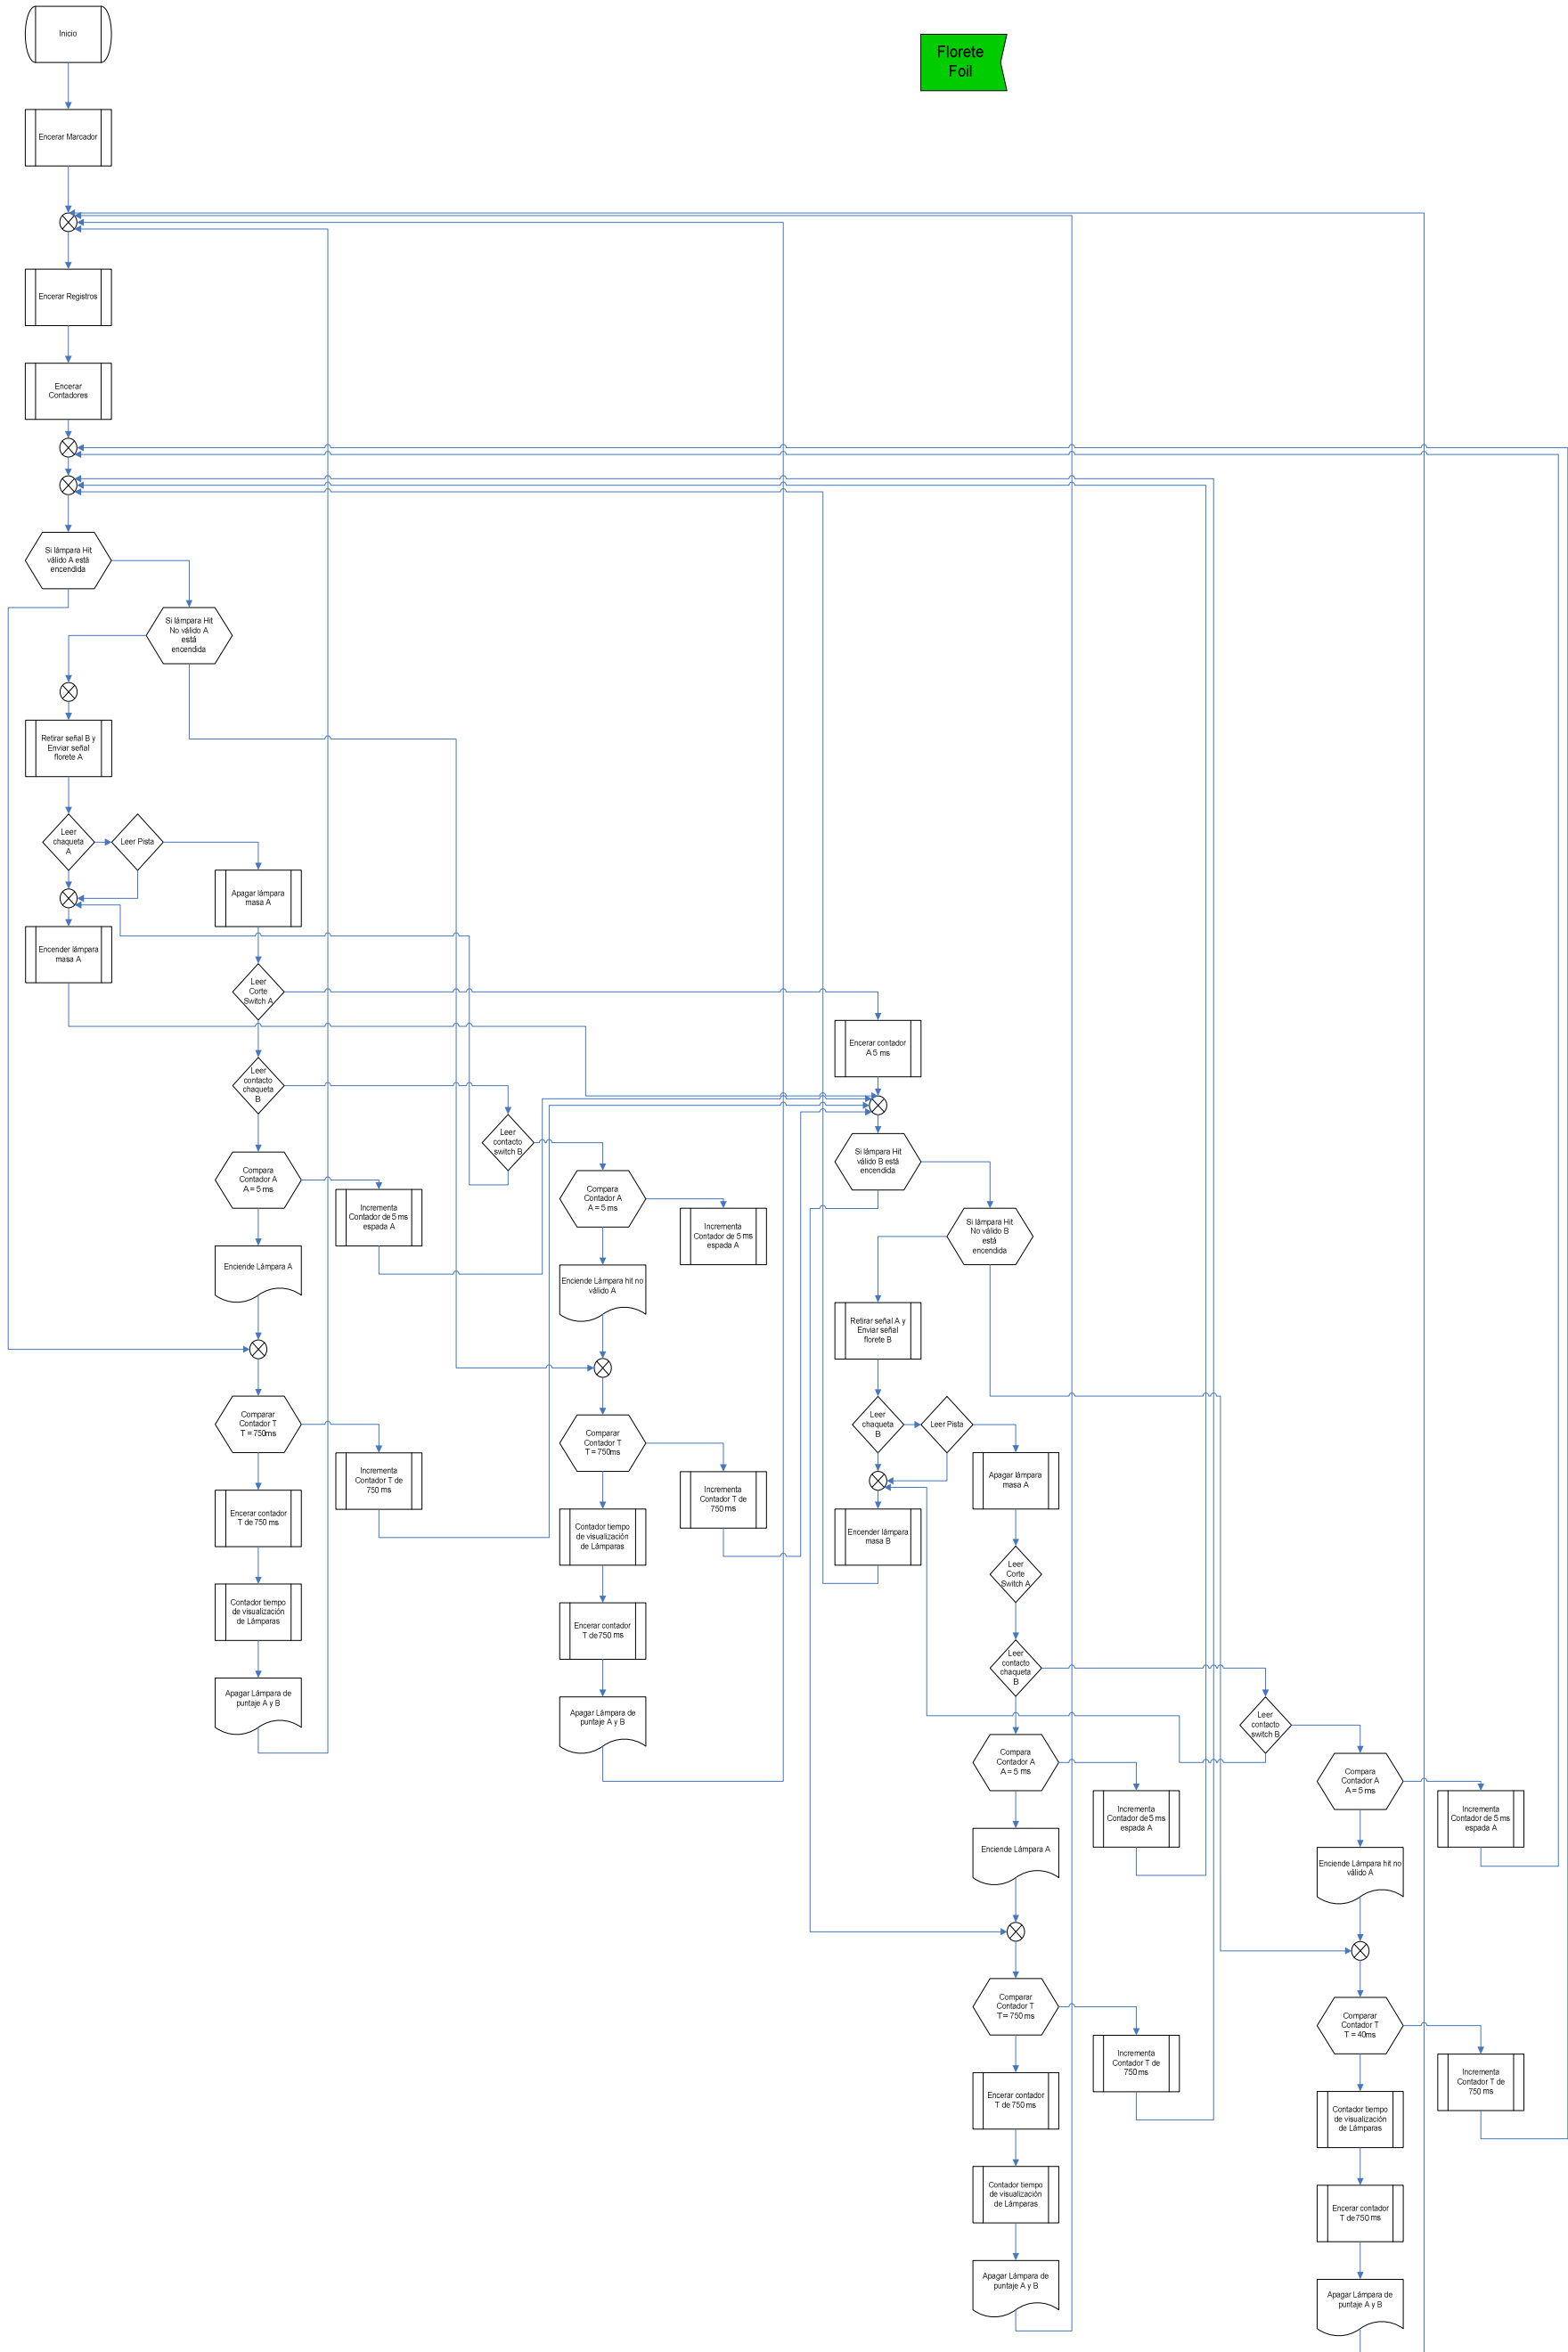 Inicio
Florete
Foil
Encerar Marcador
Encerar Registros
Encerar
Contadores
Si lámpara Hit
válido A está
encendida
Si lámpara Hit
No válido A
está
encendida
Retirar señal B y
Enviar señal
florete A
Leer
chaqueta
A
Leer Pista
Apagar lámpara
masa A
Encender lámpara
masa A
Leer
Corte
Switch A
Leer
contacto
chaqueta
B
Leer
contacto
switch B
Compara
Contador A
A = 5 ms
Incrementa
Contador de 5 ms
espada A
Enciende Lámpara A
Compara
Contador A
A = 5 ms
Incrementa
Contador de 5 ms
espada A
Enciende Lámpara hit no
válido A
Comparar
Contador T
T = 750ms
Incrementa
Contador T de
750 ms
Encerar contador
T de 750 ms
Contador tiempo
de visualización
de Lámparas
Apagar Lámpara de
puntaje A y B
Comparar
Contador T
T = 750ms
Incrementa
Contador T de
750 ms
Contador tiempo
de visualización
de Lámparas
Encerar contador
T de 750 ms
Apagar Lámpara de
puntaje A y B
Encerar contador
A 5 ms
Si lámpara Hit
válido B está
encendida
Si lámpara Hit
No válido B
está
encendida
Retirar señal A y
Enviar señal
florete B
Leer
chaqueta
B
Leer Pista
Apagar lámpara
masa A
Encender lámpara
masa B
Leer
Corte
Switch A
Leer
contacto
chaqueta
B
Leer
contacto
switch B
Compara
Contador A
A = 5 ms
Incrementa
Contador de 5 ms
espada A
Enciende Lámpara A
Compara
Contador A
A = 5 ms
Incrementa
Contador de 5 ms
espada A
Enciende Lámpara hit no
válido A
Comparar
Contador T
T = 750 ms
Incrementa
Contador T de
750 ms
Encerar contador
T de 750 ms
Contador tiempo
de visualización
de Lámparas
Apagar Lámpara de
puntaje A y B
Comparar
Contador T
T = 40ms
Incrementa
Contador T de
750 ms
Contador tiempo
de visualización
de Lámparas
Encerar contador
T de 750 ms
Apagar Lámpara de
puntaje A y B